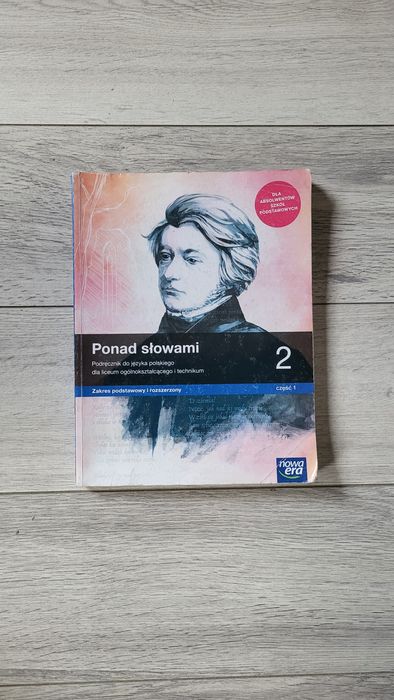 DLA
ABSOLWENTÓW
SZKÓŁ
PODSTAWOWYCH
Ponad słowami
2
Podręcznik do języka polskiego
dla liceum ogólnokształcącego i technikum
Zakres podstawowy i rozszerzony
część 1
nowa
era